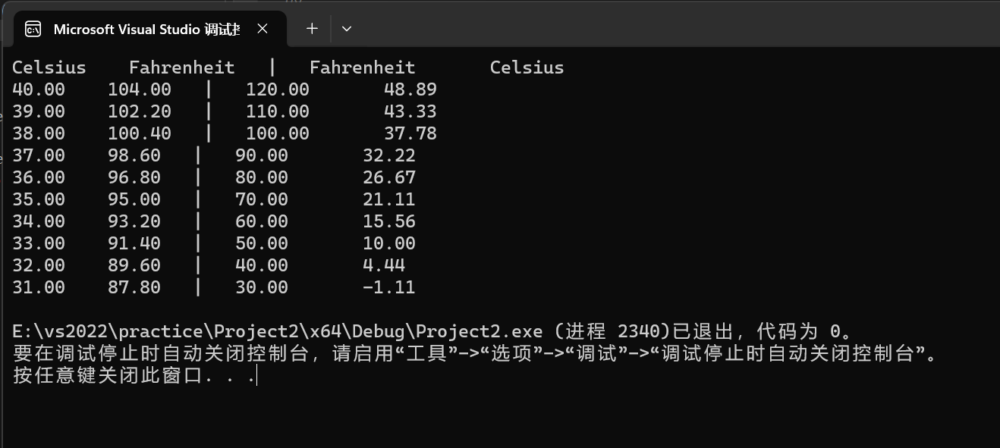 Microsoft Visual Studio 调试控
Celsius    Fahrenheit   |   Fahrenheit       Celsius
40.00    104.00   |   120.00       48.89
39.00    102.20   |   110.00       43.33
38.00    100.40   |   100.00       37.78
37.00    98.60   |   90.00       32.22
36.00    96.80   |   80.00       26.67
35.00    95.00   |   70.00       21.11
34.00    93.20   |   60.00       15.56
33.00    91.40   |   50.00       10.00
32.00    89.60   |   40.00       4.44
31.00    87.80   |   30.00       -1.11
E:\vs2022\practice\Project2\x64\Debug\Project2.exe (进程 2340)已退出，代码为 0。
要在调试停止时自动关闭控制台，请启用“工具”->“选项”->“调试”->“调试停止时自动关闭控制台”。
按任意键关闭此窗口. . .